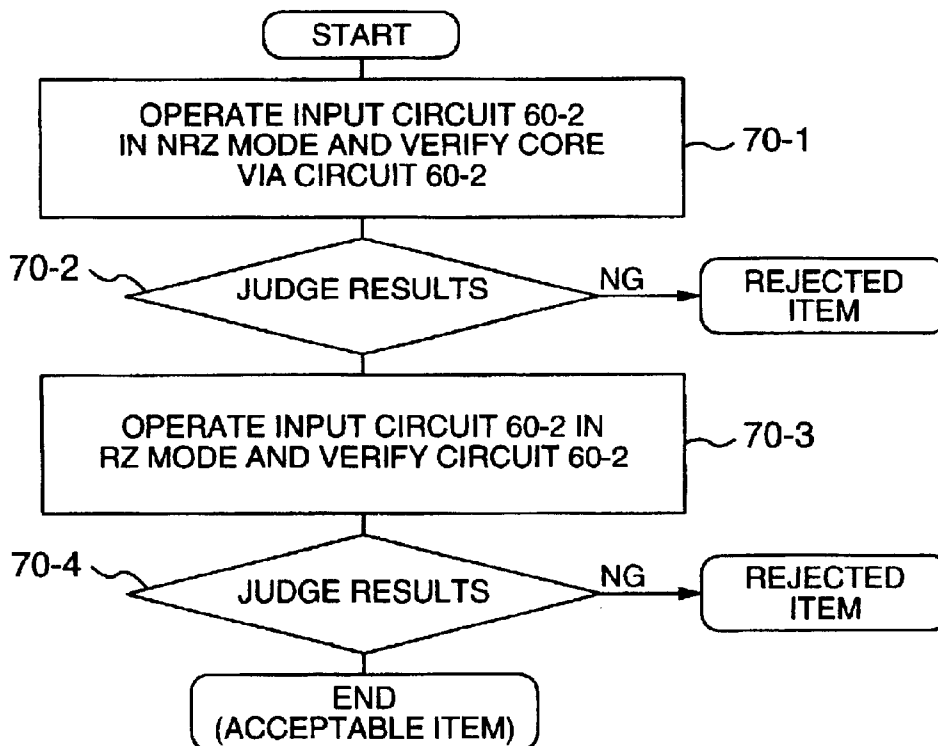 START
OPERATE INPUT CIRCUIT 60-2
IN NRZ MODE AND VERIFY CORE
VIA CIRCUIT 60-2
70-1
70-2
JUDGE RESULTS
NG
REJECTED
ITEM
OPERATE INPUT CIRCUIT 60-2 IN
RZ MODE AND VERIFY CIRCUIT 60-2
70-3
70-4
JUDGE RESULTS
NG
REJECTED
ITEM
END
(ACCEPTABLE ITEM)